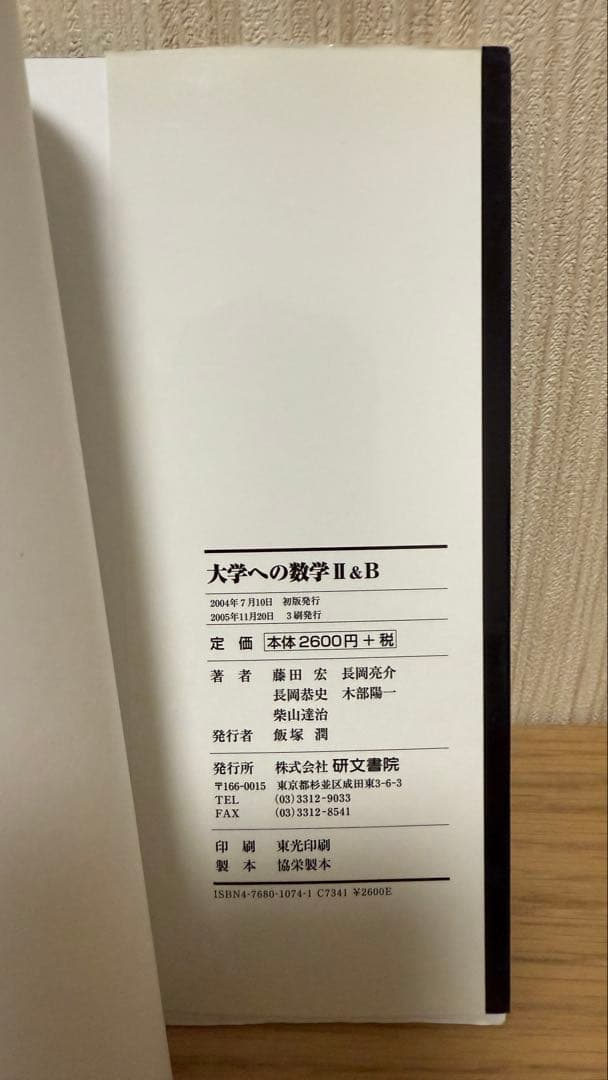 大学への数学Ⅱ&B
2004年7月10日 初版発行
2005年11月20日 3刷発行
定 価 本体2600円+税
著 者 藤田 宏 長岡亮介
長岡恭史 木部陽一
柴山達治
発行者 飯塚 潤
発行所 株式会社 研文書院
〒166-0015 東京都杉並区成田東3-6-3
TEL (03)3312-9033
FAX (03)3312-8541
印 刷 東光印刷
製 本 協栄製本
ISBN4-7680-1074-1 C7341 ¥2600E